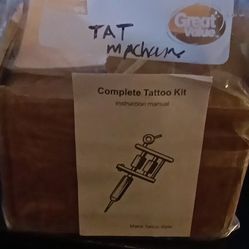 TAT
machine
Great
Value
Complete Tattoo Kit
Instruction manual